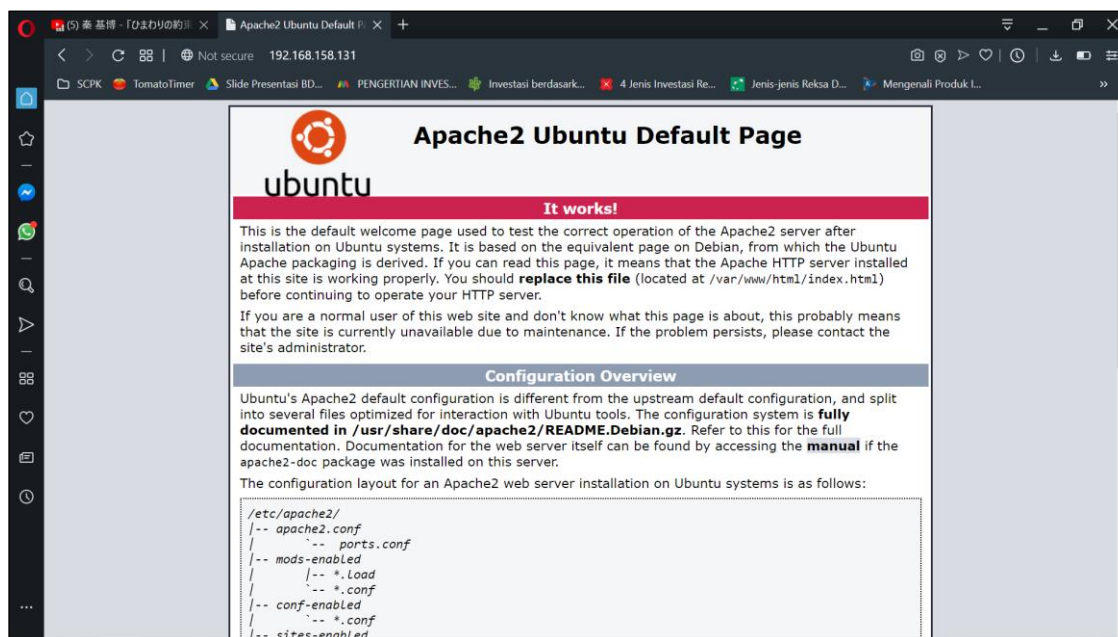 (5) 秦 基博 - 「ひまわりの約束
Apache2 Ubuntu Default P
Not secure 192.168.158.131
SCPK
TomatoTimer
Slide Presentasi BD...
PENGERTIAN INVES...
Investasi berdasark...
4 Jenis Investasi Re...
Jenis-jenis Reksa D...
Mengenali Produk I...
ubuntu
Apache2 Ubuntu Default Page
It works!
This is the default welcome page used to test the correct operation of the Apache2 server after
installation on Ubuntu systems. It is based on the equivalent page on Debian, from which the Ubuntu
Apache packaging is derived. If you can read this page, it means that the Apache HTTP server installed
at this site is working properly. You should replace this file (located at /var/www/html/index.html)
before continuing to operate your HTTP server.
If you are a normal user of this web site and don't know what this page is about, this probably means
that the site is currently unavailable due to maintenance. If the problem persists, please contact the
site's administrator.
Configuration Overview
Ubuntu's Apache2 default configuration is different from the upstream default configuration, and split
into several files optimized for interaction with Ubuntu tools. The configuration system is fully
documented in /usr/share/doc/apache2/README.Debian.gz. Refer to this for the full
documentation. Documentation for the web server itself can be found by accessing the manual if the
apache2-doc package was installed on this server.
The configuration layout for an Apache2 web server installation on Ubuntu systems is as follows:
/etc/apache2/
|-- apache2.conf
|       `--  ports.conf
|-- mods-enabled
|       |-- *.load
|       `-- *.conf
|-- conf-enabled
|       `-- *.conf
|-- sites-enabled